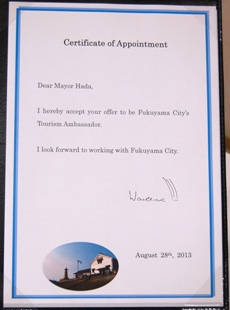 Certificate of Appointment
Dear Mayor Hada,
I hereby accept your offer to be Fukuyama City's
Tourism Ambassador.
I look forward to working with Fukuyama City.
August 28th, 2013